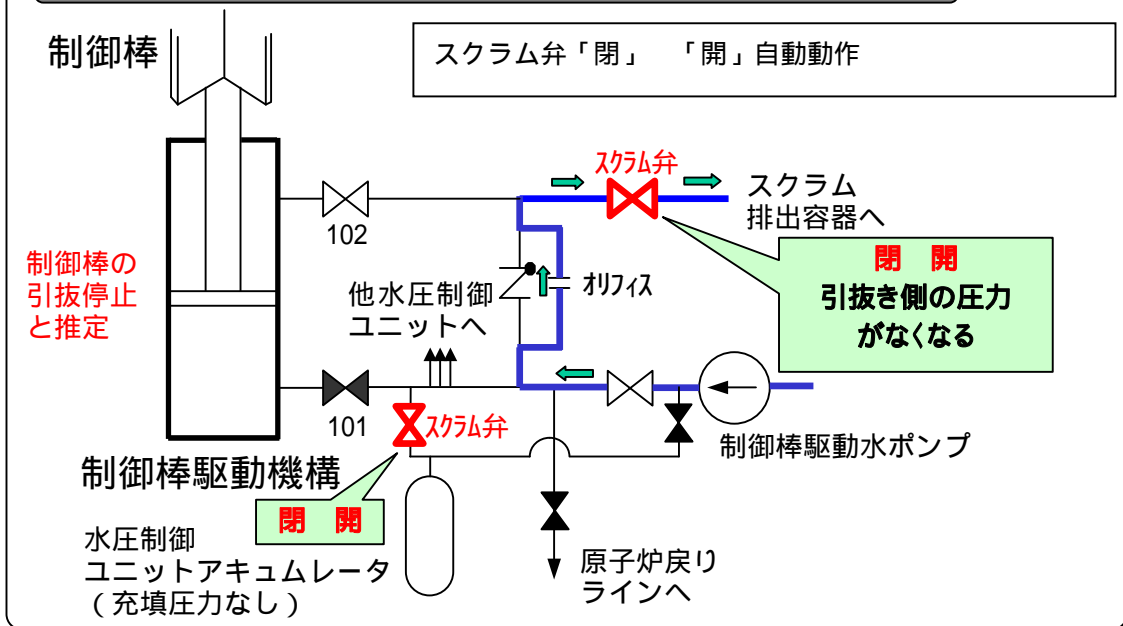 制御棒
スクラム弁「閉」　「開」自動動作
スクラム弁
スクラム
排出容器へ
102
制御棒の
引抜停止
と推定
他水圧制御
ユニットへ
オリフィス
閉　開
引抜き側の圧力
がなくなる
101
スクラム弁
制御棒駆動水ポンプ
制御棒駆動機構
閉　開
水圧制御
ユニットアキュムレータ
（充填圧力なし）
原子炉戻り
ラインへ